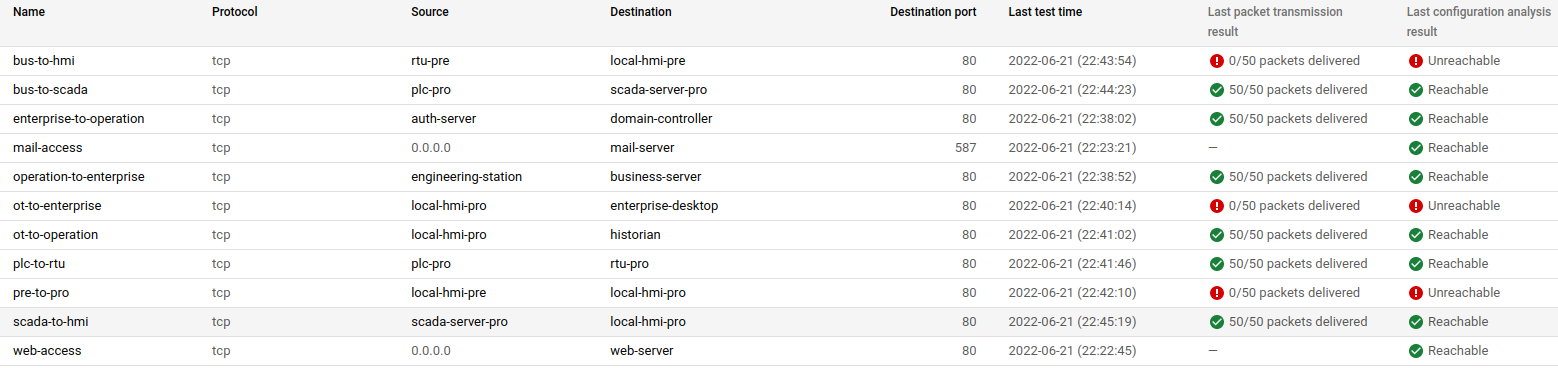 Name Protocol Source Destination Destination port Last test time Last packet transmission result Last configuration analysis result
bus-to-hmi tcp rtu-pre local-hmi-pre 80 2022-06-21 (22:43:54) 0/50 packets delivered Unreachable
bus-to-scada tcp plc-pro scada-server-pro 80 2022-06-21 (22:44:23) 50/50 packets delivered Reachable
enterprise-to-operation tcp auth-server domain-controller 80 2022-06-21 (22:38:02) 50/50 packets delivered Reachable
mail-access tcp 0.0.0.0 mail-server 587 2022-06-21 (22:23:21) — Reachable
operation-to-enterprise tcp engineering-station business-server 80 2022-06-21 (22:38:52) 50/50 packets delivered Reachable
ot-to-enterprise tcp local-hmi-pro enterprise-desktop 80 2022-06-21 (22:40:14) 0/50 packets delivered Unreachable
ot-to-operation tcp local-hmi-pro historian 80 2022-06-21 (22:41:02) 50/50 packets delivered Reachable
plc-to-rtu tcp plc-pro rtu-pro 80 2022-06-21 (22:41:46) 50/50 packets delivered Reachable
pre-to-pro tcp local-hmi-pre local-hmi-pro 80 2022-06-21 (22:42:10) 0/50 packets delivered Unreachable
scada-to-hmi tcp scada-server-pro local-hmi-pro 80 2022-06-21 (22:45:19) 50/50 packets delivered Reachable
web-access tcp 0.0.0.0 web-server 80 2022-06-21 (22:22:45) — Reachable